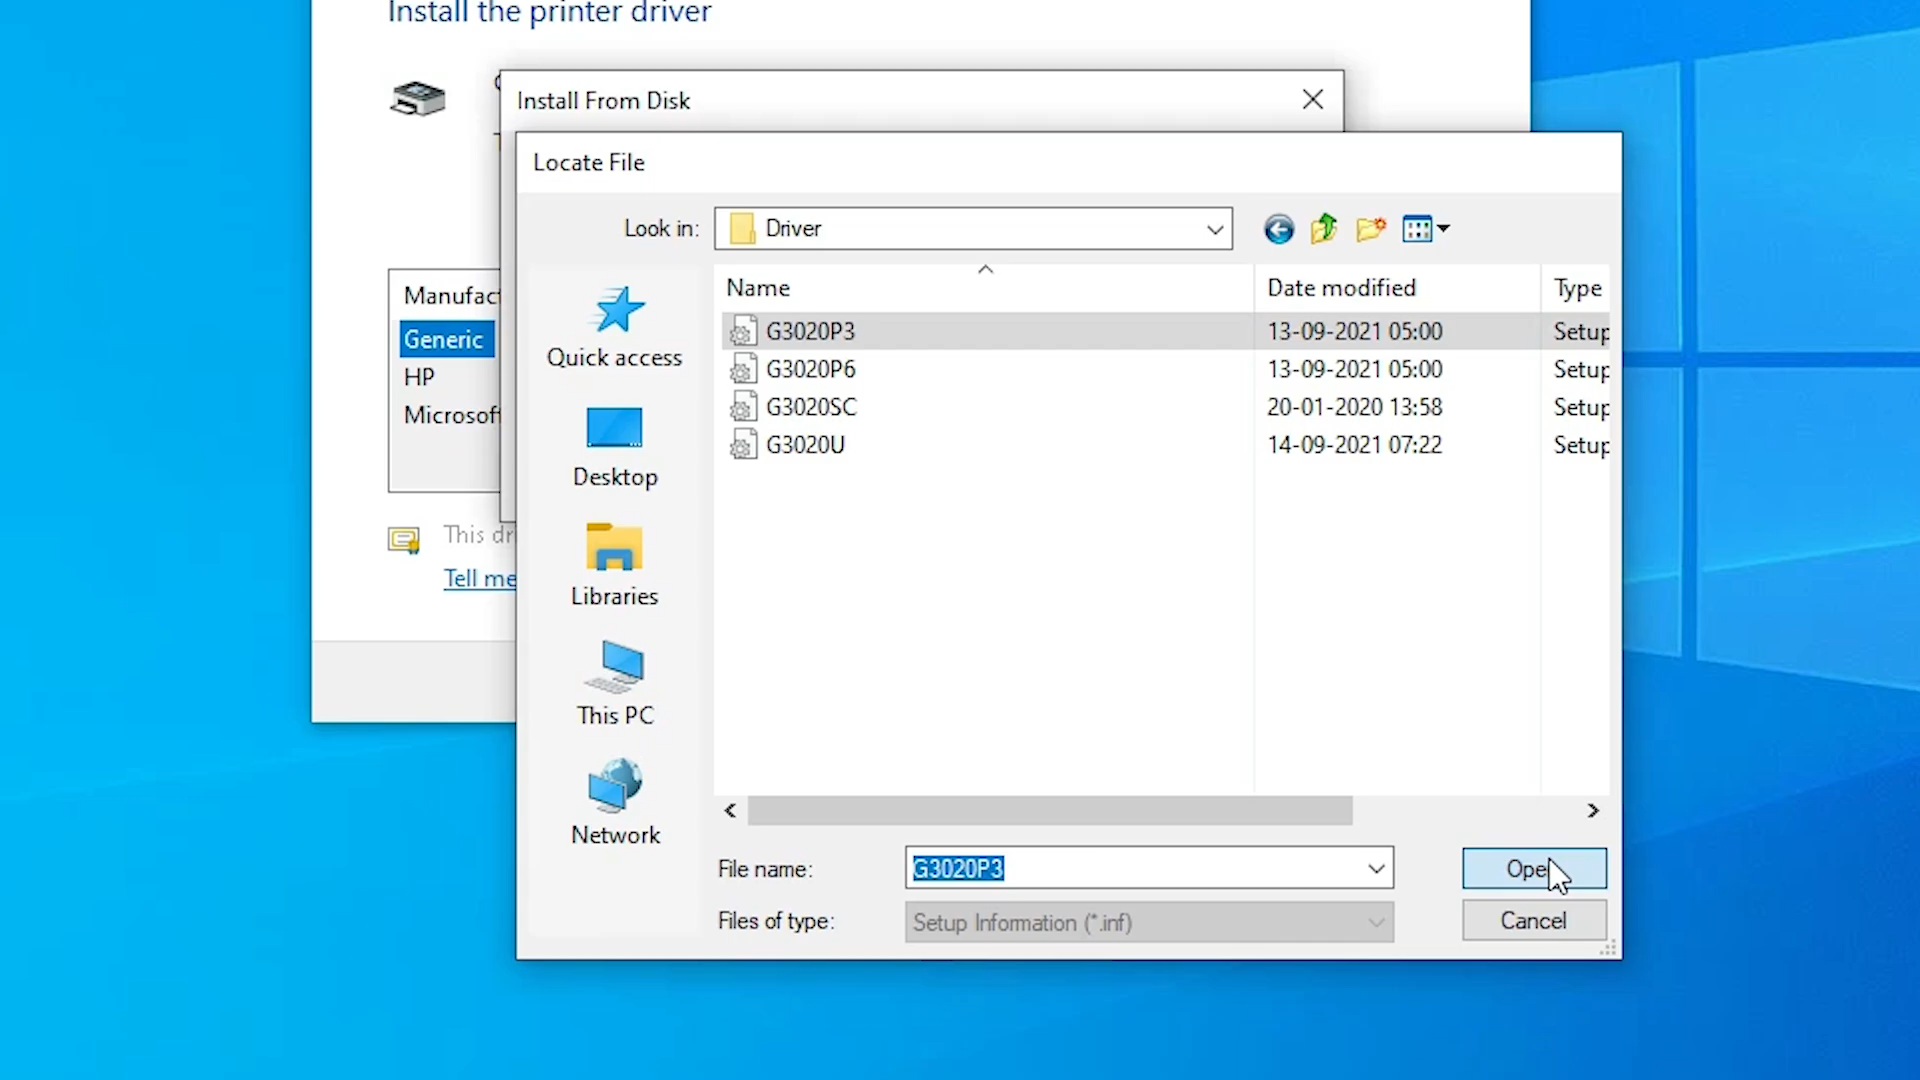 Install the printer driver
Install From Disk
Locate File
Look in:
Driver
Name
Date modified
Type
G3020P3
13-09-2021 05:00
Setup
G3020P6
13-09-2021 05:00
Setup
G3020SC
20-01-2020 13:58
Setup
G3020U
14-09-2021 07:22
Setup
Quick access
Desktop
Libraries
This PC
Network
Manufact
Generic
HP
Microsoft
This dri
Tell me
File name:
G3020P3
Open
Files of type:
Setup Information (*.inf)
Cancel